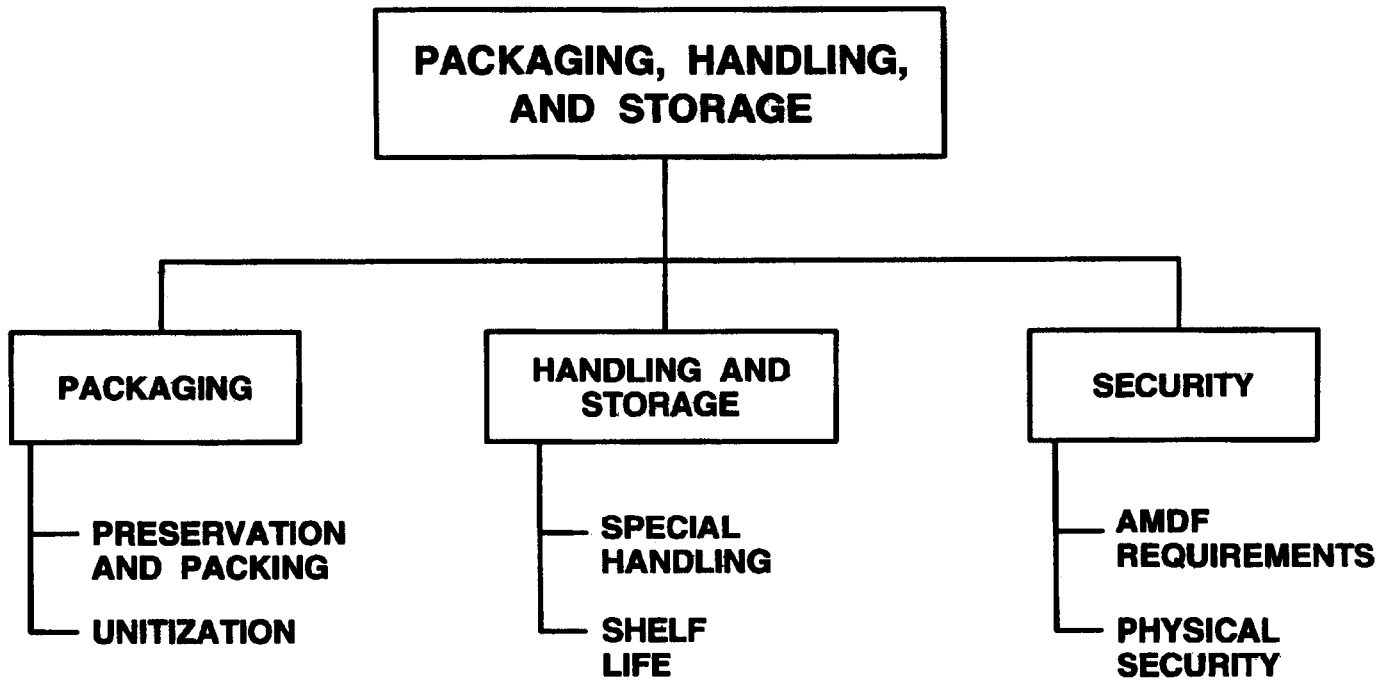 PACKAGING, HANDLING,
AND STORAGE
PACKAGING
HANDLING AND
STORAGE
SECURITY
PRESERVATION
AND PACKING
UNITIZATION
SPECIAL
HANDLING
SHELF
LIFE
AMDF
REQUIREMENTS
PHYSICAL
SECURITY